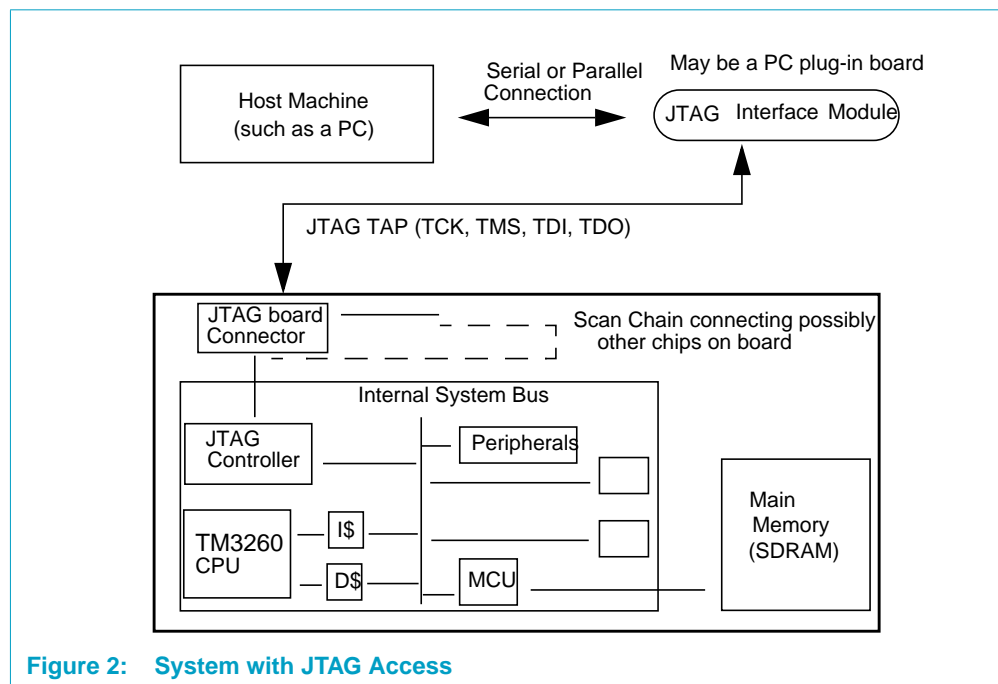 Host Machine
(such as a PC)
Serial or Parallel
Connection
May be a PC plug-in board
JTAG Interface Module
JTAG TAP (TCK, TMS, TDI, TDO)
JTAG board
Connector
Scan Chain connecting possibly
other chips on board
Internal System Bus
JTAG
Controller
Peripherals
TM3260
CPU
I$
D$
MCU
Main
Memory
(SDRAM)
Figure 2: System with JTAG Access